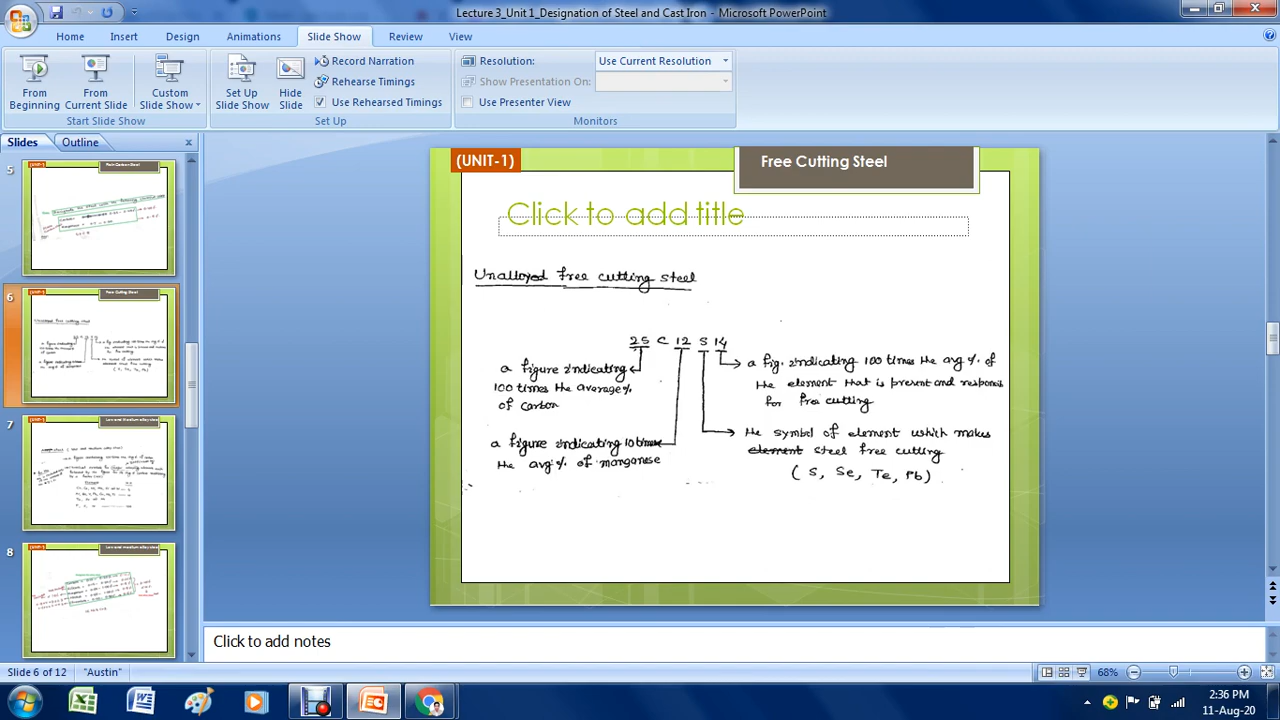 Lecture 3_Unit 1_Designation of Steel and Cast Iron - Microsoft PowerPoint
Home Insert Design Animations Slide Show Review View
From Beginning
From Current Slide
Custom Slide Show
Start Slide Show
Set Up Slide Show
Hide Slide
Record Narration
Rehearse Timings
Use Rehearsed Timings
Set Up
Resolution: Use Current Resolution
Show Presentation On:
Use Presenter View
Monitors
Slides Outline
5
6
7
8
(UNIT-1)
Free Cutting Steel
Click to add title
Unalloyed free cutting steel
25 C 12 S 14
a figure indicating
100 times the average %
of carbon
a figure indicating 10 times
the avg % of manganese
a fig. indicating 100 times the avg % of
the element that is present and responsi
for free cutting
the symbol of element which makes
element steel free cutting
( S, Se, Te, Pb)
Click to add notes
Slide 6 of 12 "Austin" 68%
2:36 PM
11-Aug-20